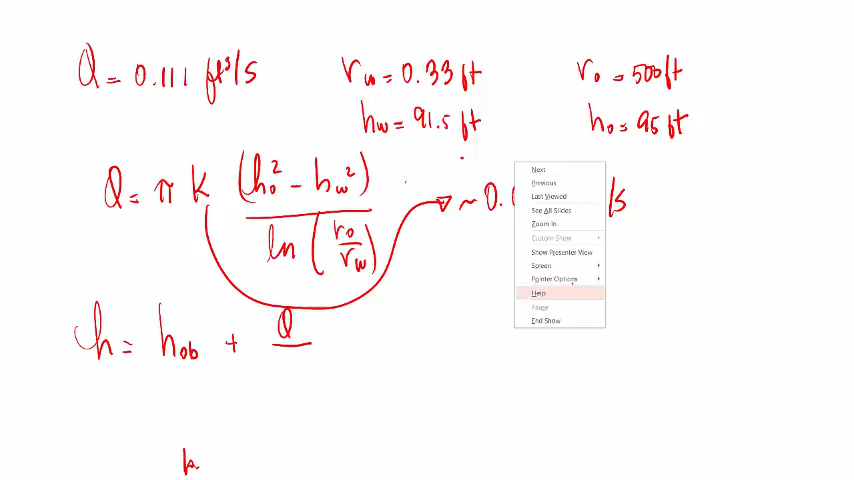 Q = 0.111 ft³/s r_w = 0.33 ft r_o = 500 ft
h_w = 91.5 ft h_o = 95 ft
Q = π K (h_o² - h_w²) / ln (r_o / r_w) ~ 0. /s
h = h_ob + Q
Next
Previous
Last Viewed
See All Slides
Zoom In
Custom Show
Show Presenter View
Screen
Pointer Options
Help
Pause
End Show